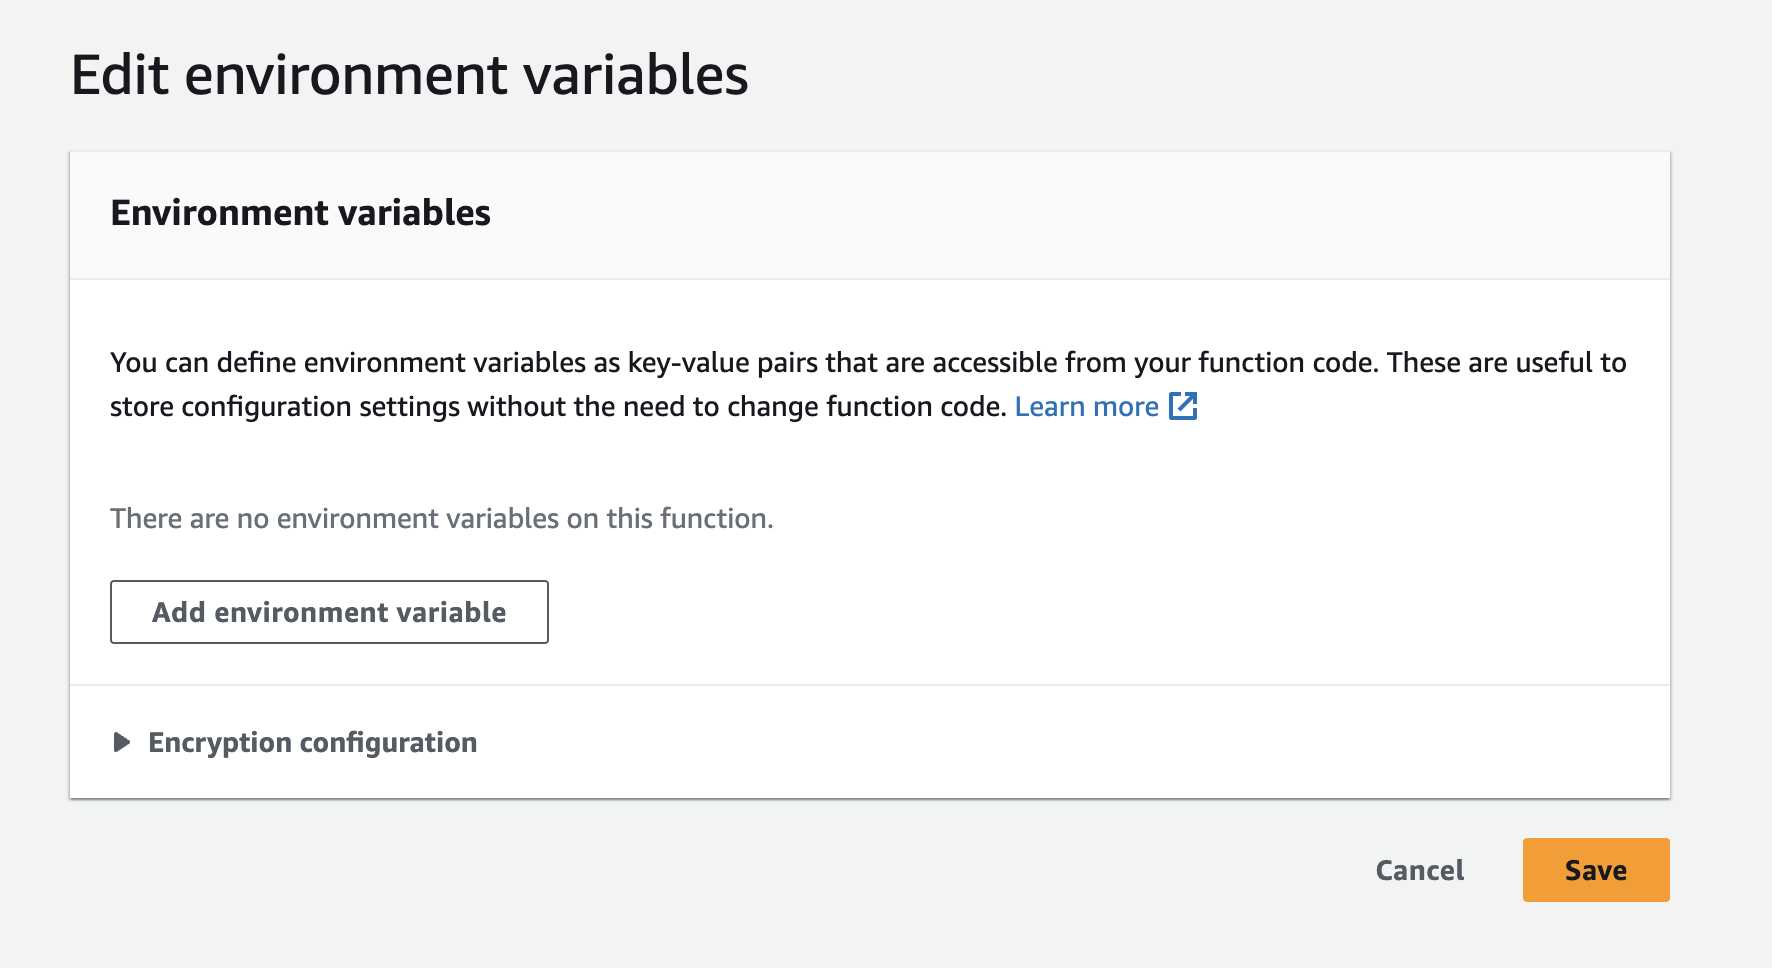 Edit environment variables
Environment variables
You can define environment variables as key-value pairs that are accessible from your function code. These are useful to
store configuration settings without the need to change function code. Learn more
There are no environment variables on this function.
Add environment variable
Encryption configuration
Cancel
Save